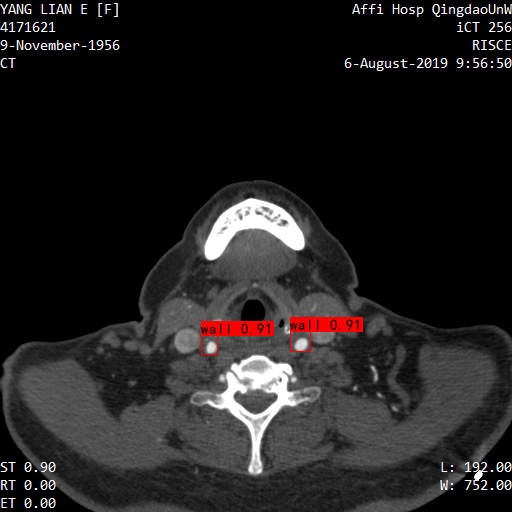 YANG LIAN E [F]
4171621
9-November-1956
CT
Affi Hosp QingdaoUnW
iCT 256
RISCE
6-August-2019 9:56:50
wall 0.91
wall 0.91
ST 0.90
RT 0.00
ET 0.00
L: 192.00
W: 752.00